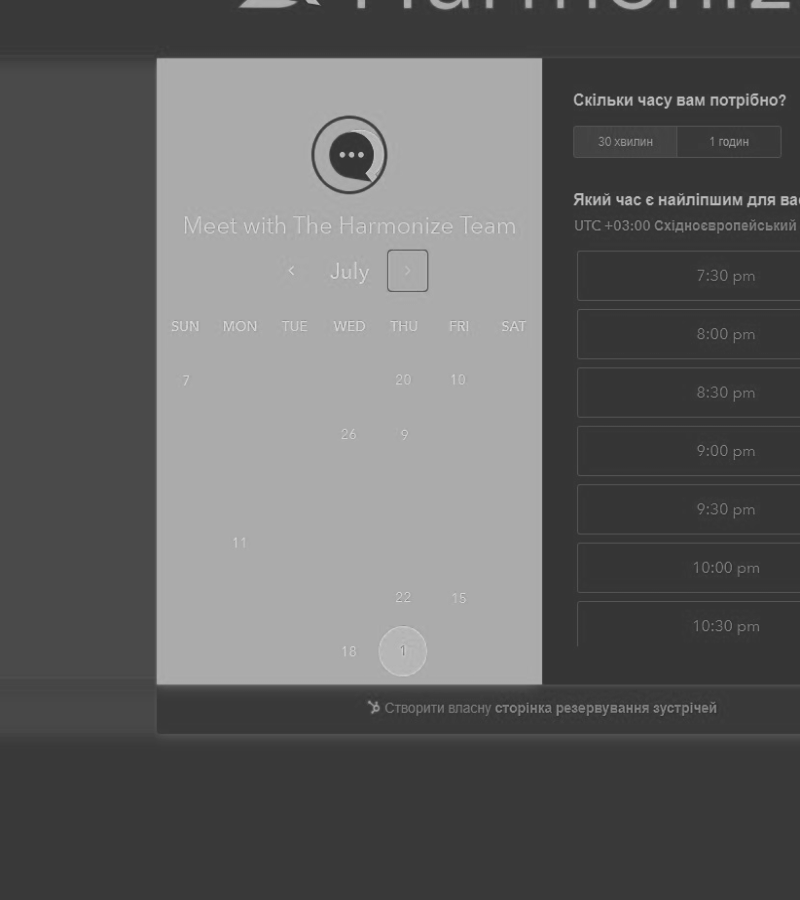 Harmoniz
Meet with The Harmonize Team
‹ July ›
SUN MON TUE WED THU FRI SAT
7 20 10
26 9
11
22 15
18 1
Скільки часу вам потрібно?
30 хвилин 1 годин
Який час є найліпшим для
UTC +03:00 Східноєвропейський
7:30 pm
8:00 pm
8:30 pm
9:00 pm
9:30 pm
10:00 pm
10:30 pm
Створити власну сторінка резервування зустрічей